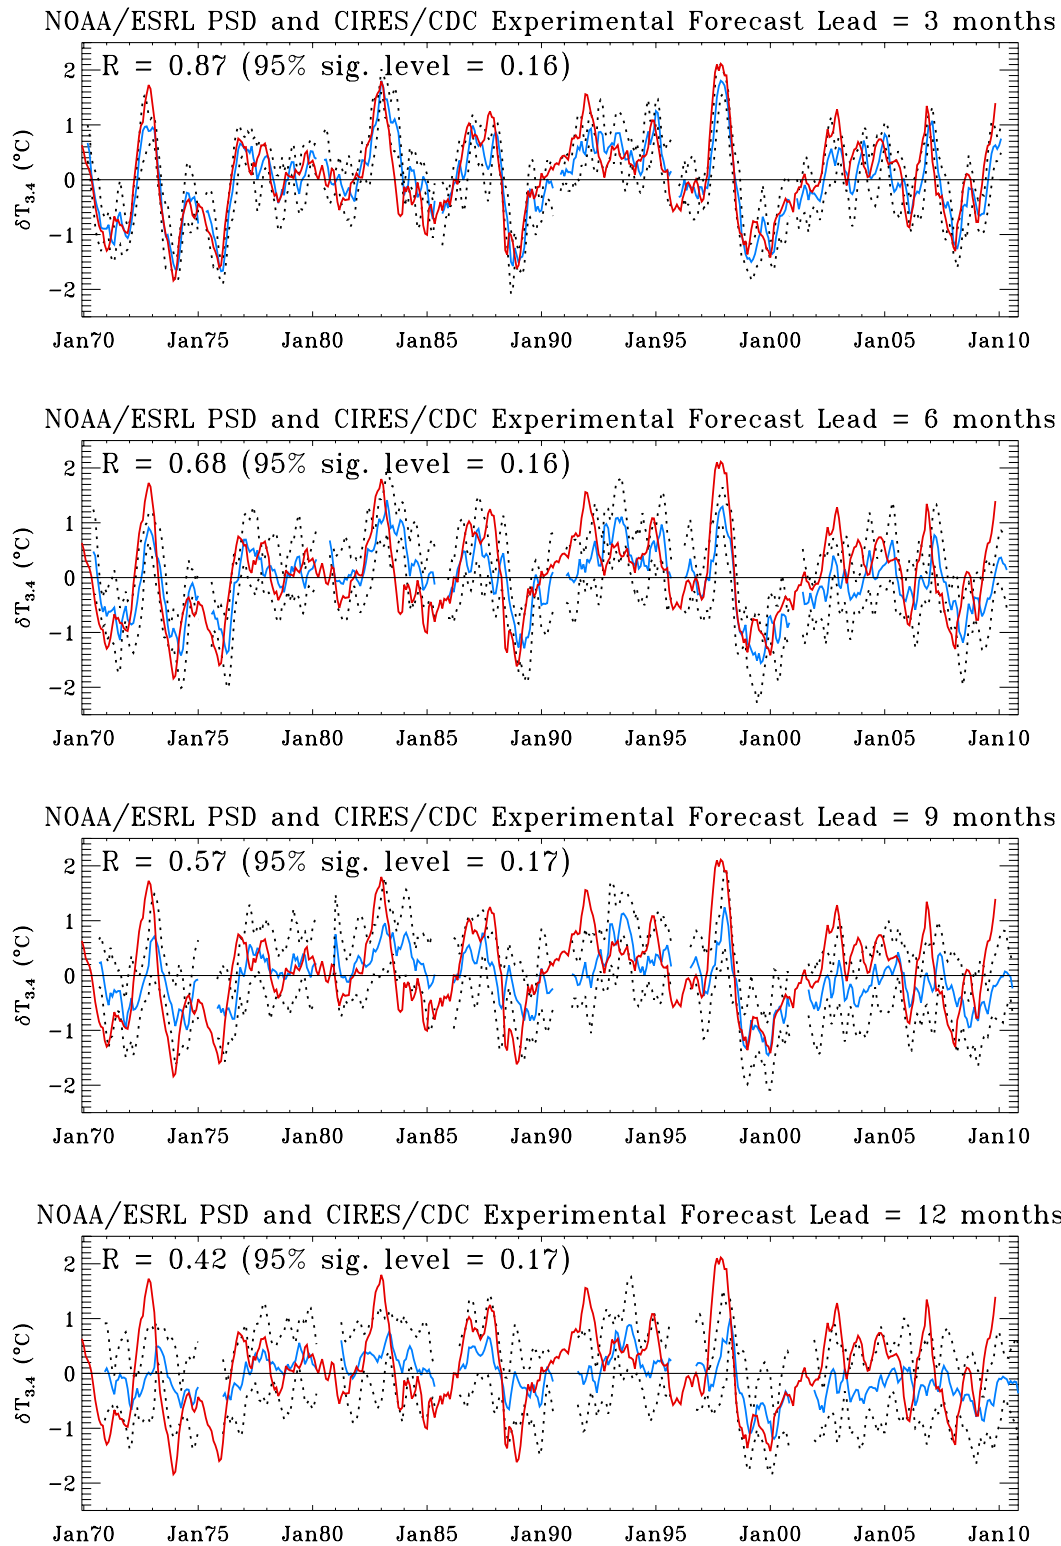 NOAA/ESRL PSD and CIRES/CDC Experimental Forecast Lead = 3 months
R = 0.87 (95% sig. level = 0.16)
2
1
0
−1
−2
δT3.4 (°C)
Jan70 Jan75 Jan80 Jan85 Jan90 Jan95 Jan00 Jan05 Jan10
NOAA/ESRL PSD and CIRES/CDC Experimental Forecast Lead = 6 months
R = 0.68 (95% sig. level = 0.16)
2
1
0
−1
−2
δT3.4 (°C)
Jan70 Jan75 Jan80 Jan85 Jan90 Jan95 Jan00 Jan05 Jan10
NOAA/ESRL PSD and CIRES/CDC Experimental Forecast Lead = 9 months
R = 0.57 (95% sig. level = 0.17)
2
1
0
−1
−2
δT3.4 (°C)
Jan70 Jan75 Jan80 Jan85 Jan90 Jan95 Jan00 Jan05 Jan10
NOAA/ESRL PSD and CIRES/CDC Experimental Forecast Lead = 12 months
R = 0.42 (95% sig. level = 0.17)
2
1
0
−1
−2
δT3.4 (°C)
Jan70 Jan75 Jan80 Jan85 Jan90 Jan95 Jan00 Jan05 Jan10